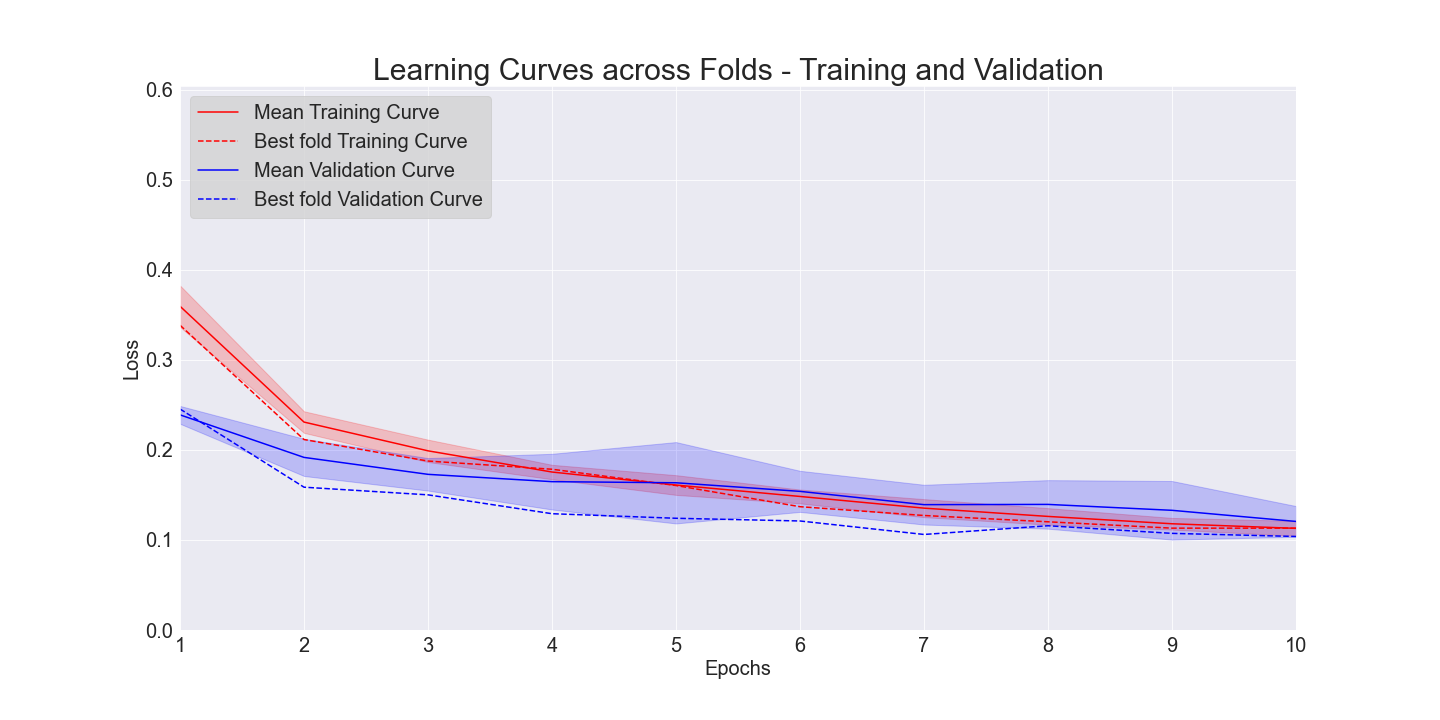 Learning Curves across Folds - Training and Validation
0.6
0.5
0.4
0.3
0.2
0.1
0.0
Loss
Mean Training Curve
Best fold Training Curve
Mean Validation Curve
Best fold Validation Curve
1 2 3 4 5 6 7 8 9 10
Epochs